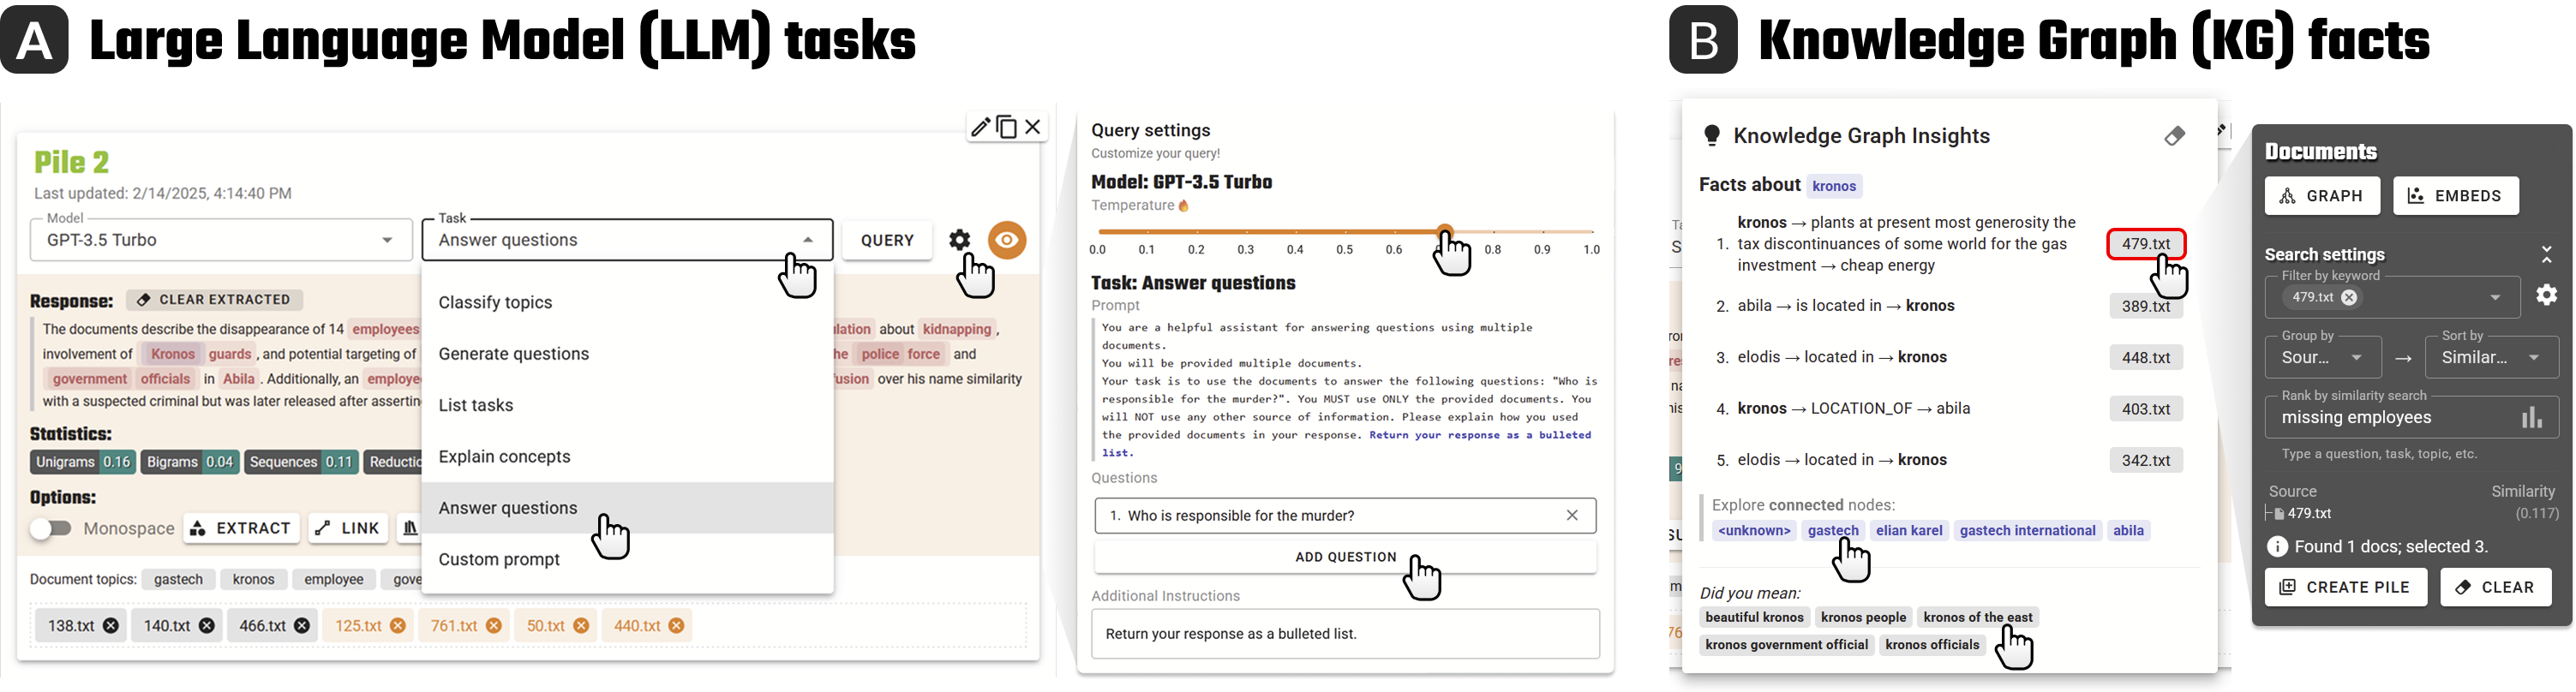 A Large Language Model (LLM) tasks
Pile 2
Last updated: 2/14/2025, 4:14:40 PM
Model
GPT-3.5 Turbo
Task
Answer questions
QUERY
Classify topics
Generate questions
List tasks
Explain concepts
Answer questions
Custom prompt
Response: CLEAR EXTRACTED
The documents describe the disappearance of 14 employees about kidnapping,
involvement of Kronos guards, and potential targeting of police force and
government officials in Abila. Additionally, an over his name similarity
with a suspected criminal but was later released after
Statistics:
Unigrams 0.16 Bigrams 0.04 Sequences 0.11
Options:
Monospace EXTRACT LINK
Document topics: gastech kronos employee
138.txt 140.txt 466.txt 125.txt 761.txt 50.txt 440.txt
Query settings
Customize your query!
Model: GPT-3.5 Turbo
Temperature
0.0 0.1 0.2 0.3 0.4 0.5 0.6 0.8 0.9 1.0
Task: Answer questions
Prompt
You are a helpful assistant for answering questions using multiple
documents.
You will be provided multiple documents.
Your task is to use the documents to answer the following questions: "Who is
responsible for the murder?". You MUST use ONLY the provided documents. You
will NOT use any other source of information. Please explain how you used
the provided documents in your response. Return your response as a bulleted
list.
Questions
1. Who is responsible for the murder?
ADD QUESTION
Additional Instructions
Return your response as a bulleted list.
B Knowledge Graph (KG) facts
Knowledge Graph Insights
Facts about kronos
1. kronos → plants at present most generosity the
tax discontinuances of some world for the gas
investment → cheap energy
479.txt
2. abila → is located in → kronos 389.txt
3. elodis → located in → kronos 448.txt
4. kronos → LOCATION_OF → abila 403.txt
5. elodis → located in → kronos 342.txt
Explore connected nodes:
<unknown> gastech elian karel gastech international abila
Did you mean:
beautiful kronos kronos people kronos of the east
kronos government official kronos officials
Documents
GRAPH EMBEDS
Search settings
Filter by keyword
479.txt
Group by
Sour...
→
Sort by
Similar...
Rank by similarity search
missing employees
Type a question, task, topic, etc.
Source Similarity
479.txt (0.117)
Found 1 docs; selected 3.
CREATE PILE CLEAR